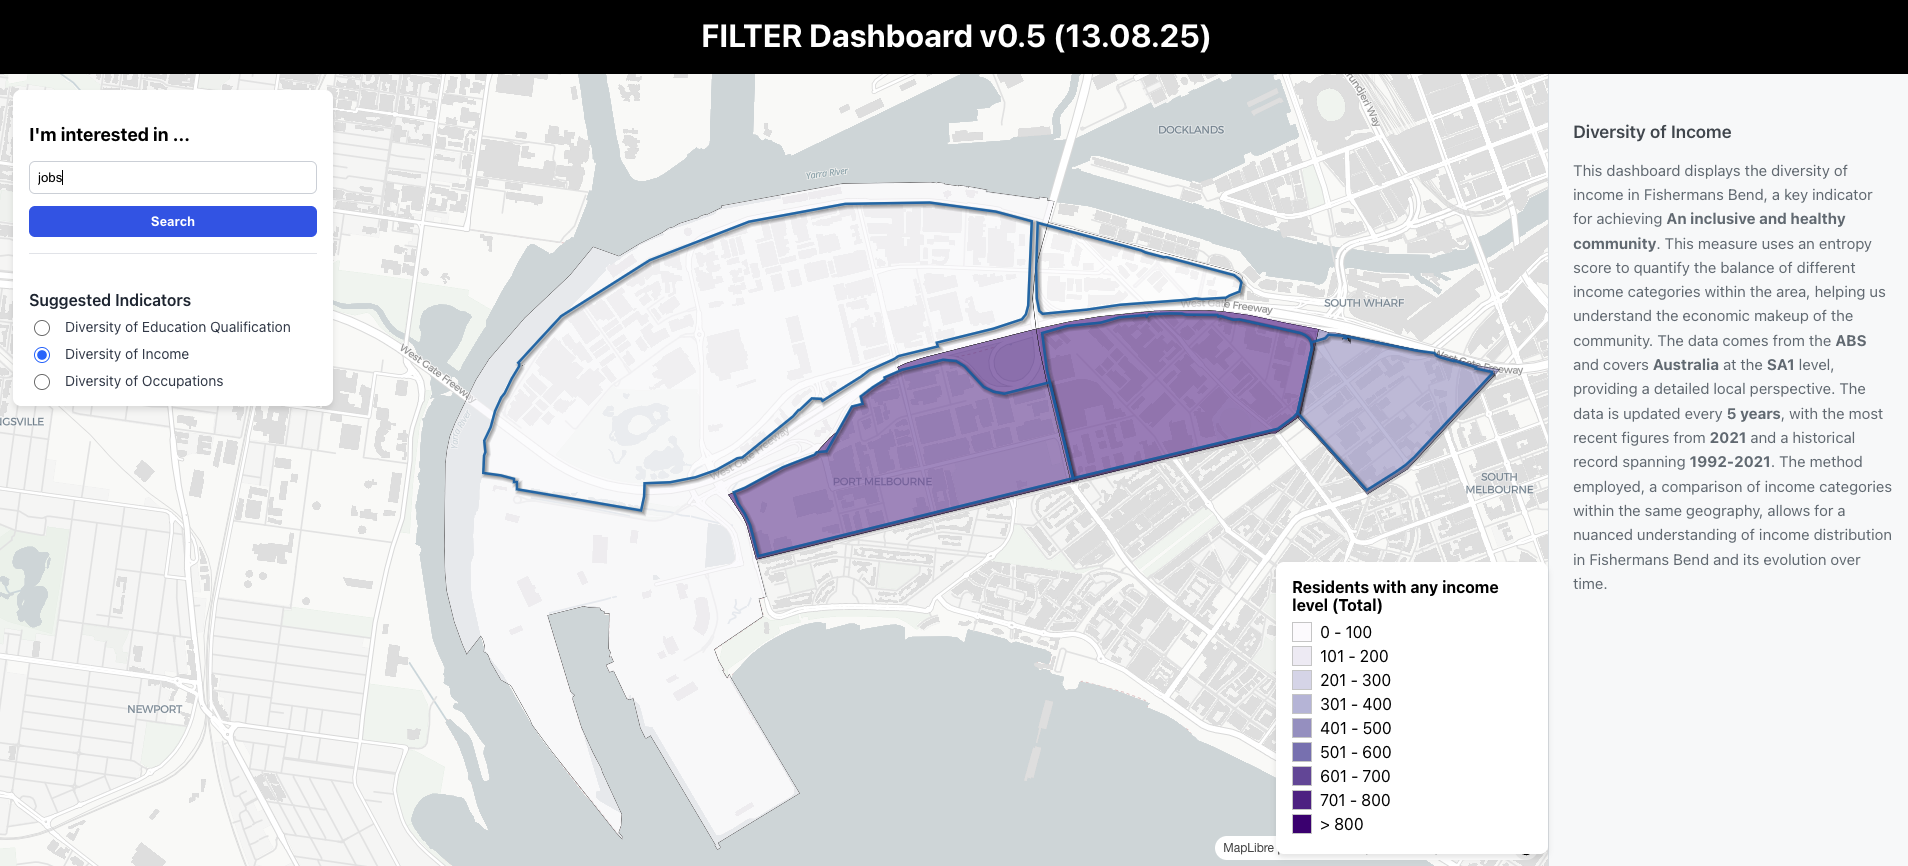 FILTER Dashboard v0.5 (13.08.25)
I'm interested in ...
jobs
Search
Suggested Indicators
Diversity of Education Qualification
Diversity of Income
Diversity of Occupations
DOCKLANDS
Yarra River
SOUTH WHARF
West Gate Freeway
West Gate Freeway
West Gate Freeway
West Gate Freeway
PORT MELBOURNE
SOUTH
MELBOURNE
NGSVILLE
NEWPORT
Yarra River
urundjeri Way
Residents with any income
level (Total)
0 - 100
101 - 200
201 - 300
301 - 400
401 - 500
501 - 600
601 - 700
701 - 800
> 800
MapLibre
Diversity of Income
This dashboard displays the diversity of
income in Fishermans Bend, a key indicator
for achieving An inclusive and healthy
community. This measure uses an entropy
score to quantify the balance of different
income categories within the area, helping us
understand the economic makeup of the
community. The data comes from the ABS
and covers Australia at the SA1 level,
providing a detailed local perspective. The
data is updated every 5 years, with the most
recent figures from 2021 and a historical
record spanning 1992-2021. The method
employed, a comparison of income categories
within the same geography, allows for a
nuanced understanding of income distribution
in Fishermans Bend and its evolution over
time.